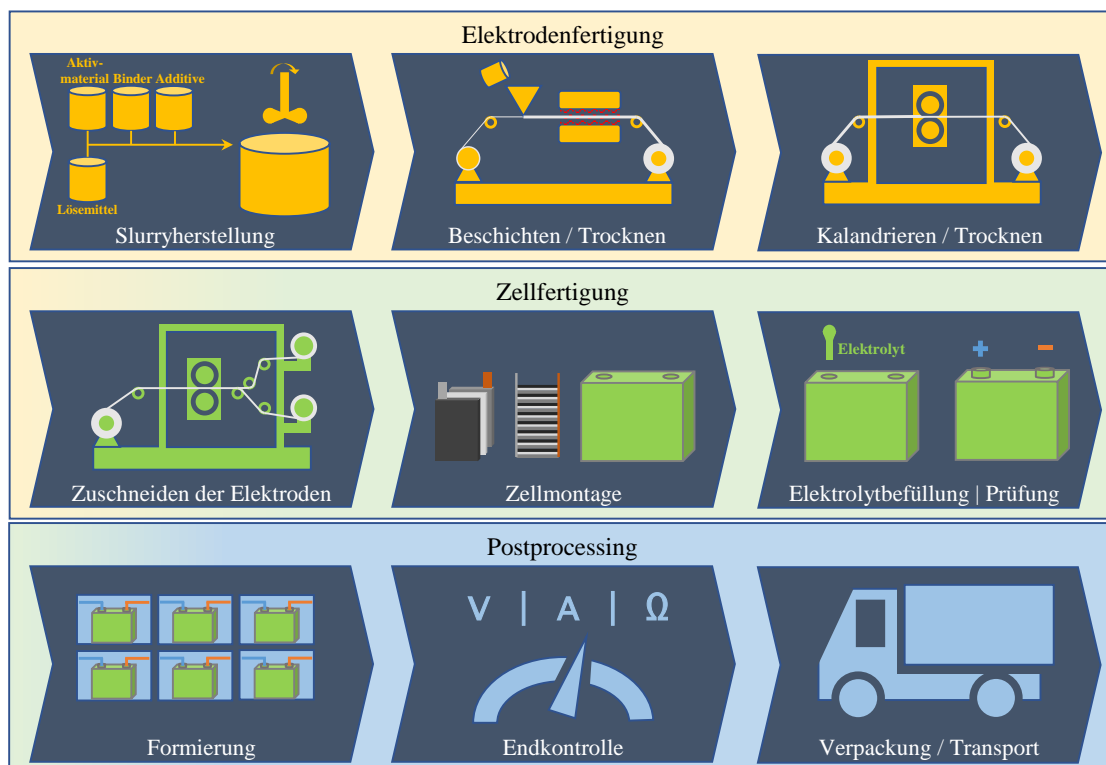 Elektrodenfertigung
Aktiv-
material Binder Additive
Lösemittel
Slurryherstellung
Beschichten / Trocknen
Kalandrieren / Trocknen
Zellfertigung
Zuschneiden der Elektroden
Zellmontage
Elektrolyt
+ −
Elektrolytbefüllung | Prüfung
Postprocessing
Formierung
V | A | Ω
Endkontrolle
Verpackung / Transport